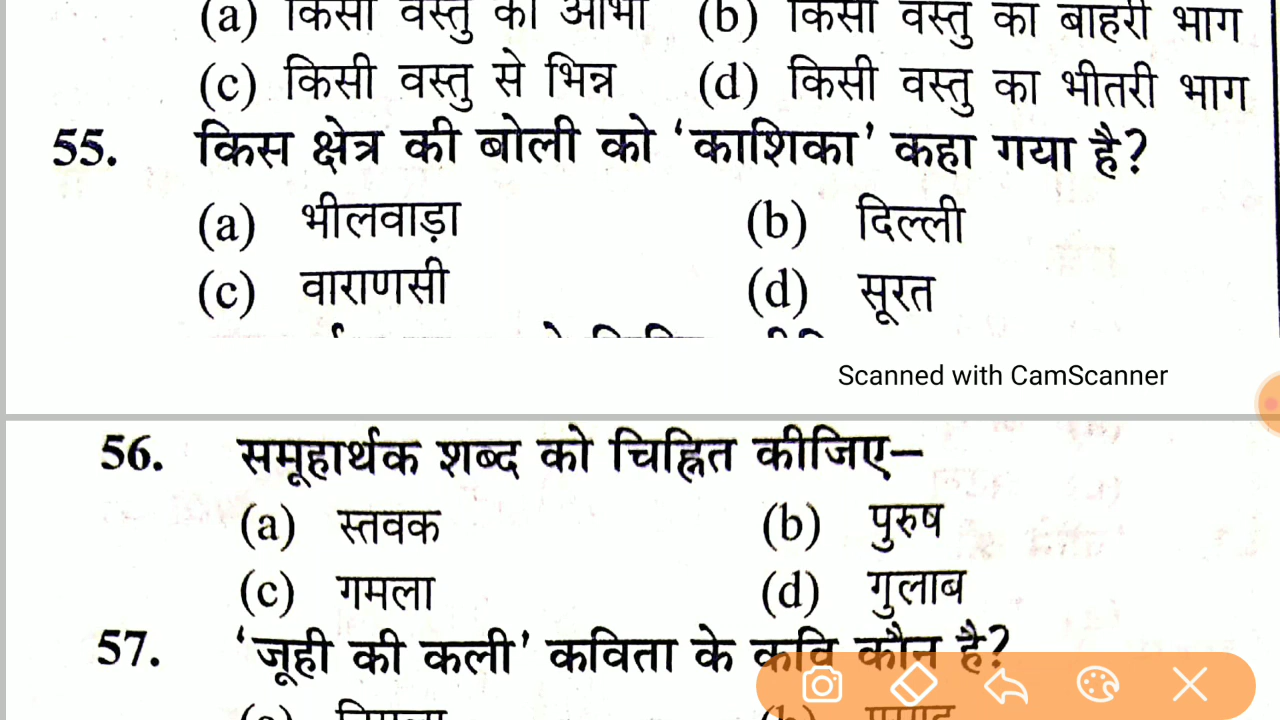 (a) किसी वस्तु की आभा (b) किसी वस्तु का बाहरी भाग
(c) किसी वस्तु से भिन्न (d) किसी वस्तु का भीतरी भाग
55. किस क्षेत्र की बोली को ‘काशिका’ कहा गया है?
(a) भीलवाड़ा (b) दिल्ली
(c) वाराणसी (d) सूरत
Scanned with CamScanner
56. समूहार्थक शब्द को चिह्नित कीजिए–
(a) स्तवक (b) पुरुष
(c) गमला (d) गुलाब
57. ‘जूही की कली’ कविता के कवि कौन है?
(a) (b)